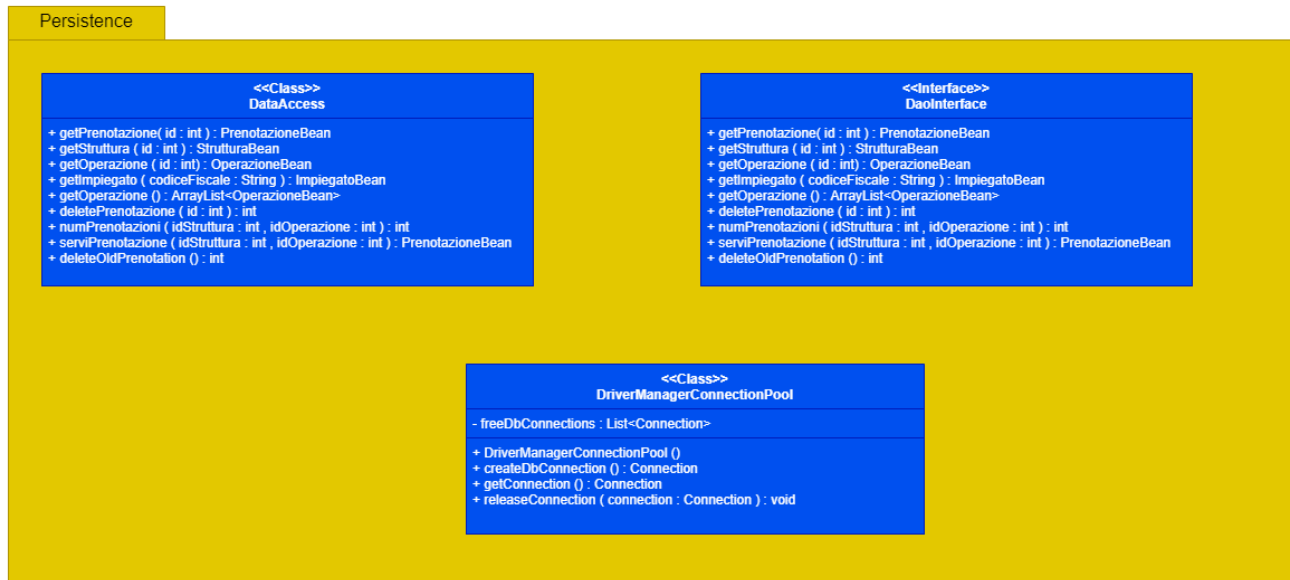 Persistence
<<Class>>
DataAccess
+ getPrenotazione( id : int ) : PrenotazioneBean
+ getStruttura ( id : int ) : StrutturaBean
+ getOperazione ( id : int) : OperazioneBean
+ getImpiegato ( codiceFiscale : String ) : ImpiegatoBean
+ getOperazione () : ArrayList<OperazioneBean>
+ deletePrenotazione ( id : int ) : int
+ numPrenotazioni ( idStruttura : int , idOperazione : int ) : int
+ serviPrenotazione ( idStruttura : int , idOperazione : int ) : PrenotazioneBean
+ deleteOldPrenotation () : int
<<Interface>>
DaoInterface
+ getPrenotazione( id : int ) : PrenotazioneBean
+ getStruttura ( id : int ) : StrutturaBean
+ getOperazione ( id : int) : OperazioneBean
+ getImpiegato ( codiceFiscale : String ) : ImpiegatoBean
+ getOperazione () : ArrayList<OperazioneBean>
+ deletePrenotazione ( id : int ) : int
+ numPrenotazioni ( idStruttura : int , idOperazione : int ) : int
+ serviPrenotazione ( idStruttura : int , idOperazione : int ) : PrenotazioneBean
+ deleteOldPrenotation () : int
<<Class>>
DriverManagerConnectionPool
- freeDbConnections : List<Connection>
+ DriverManagerConnectionPool ()
+ createDbConnection () : Connection
+ getConnection () : Connection
+ releaseConnection ( connection : Connection ) : void